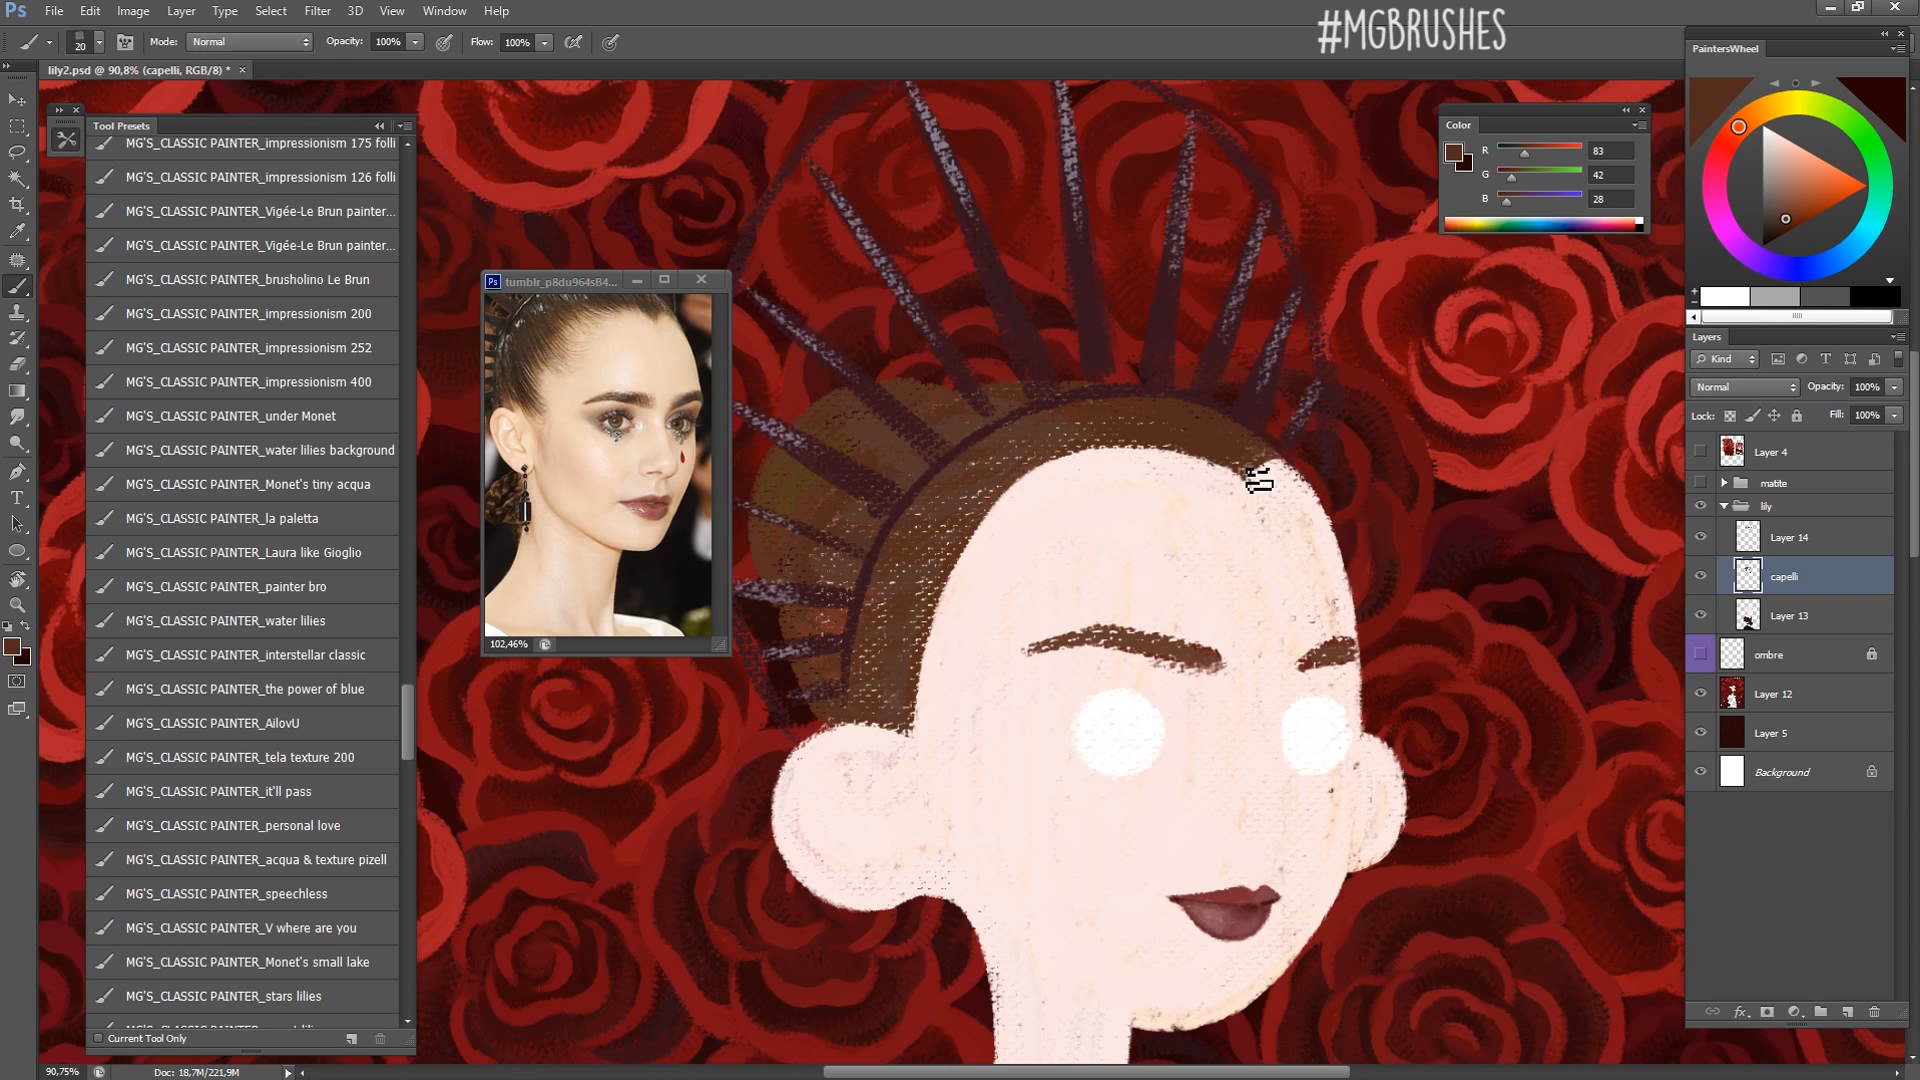 Ps File Edit Image Layer Type Select Filter 3D View Window Help
#MGBRUSHES
20 Mode: Normal Opacity: 100% Flow: 100%
lily2.psd @ 90,8% (capelli, RGB/8) *
Tool Presets
MG'S_CLASSIC PAINTER_impressionism 175 folli
MG'S_CLASSIC PAINTER_impressionism 126 folli
MG'S_CLASSIC PAINTER_Vigée-Le Brun painter...
MG'S_CLASSIC PAINTER_Vigée-Le Brun painter...
MG'S_CLASSIC PAINTER_brusholino Le Brun
MG'S_CLASSIC PAINTER_impressionism 200
MG'S_CLASSIC PAINTER_impressionism 252
MG'S_CLASSIC PAINTER_impressionism 400
MG'S_CLASSIC PAINTER_under Monet
MG'S_CLASSIC PAINTER_water lilies background
MG'S_CLASSIC PAINTER_Monet's tiny acqua
MG'S_CLASSIC PAINTER_la paletta
MG'S_CLASSIC PAINTER_Laura like Gioglio
MG'S_CLASSIC PAINTER_painter bro
MG'S_CLASSIC PAINTER_water lilies
MG'S_CLASSIC PAINTER_interstellar classic
MG'S_CLASSIC PAINTER_the power of blue
MG'S_CLASSIC PAINTER_AilovU
MG'S_CLASSIC PAINTER_tela texture 200
MG'S_CLASSIC PAINTER_it'll pass
MG'S_CLASSIC PAINTER_personal love
MG'S_CLASSIC PAINTER_acqua & texture pizell
MG'S_CLASSIC PAINTER_speechless
MG'S_CLASSIC PAINTER_V where are you
MG'S_CLASSIC PAINTER_Monet's small lake
MG'S_CLASSIC PAINTER_stars lilies
Current Tool Only
Ps tumblr_p8du964sB4...
102,46%
Color
R 83
G 42
B 28
PaintersWheel
Layers
Kind
Normal Opacity: 100%
Lock: Fill: 100%
Layer 4
matite
lily
Layer 14
capelli
Layer 13
ombre
Layer 12
Layer 5
Background
fx
90,75% Doc: 18,7M/221,9M